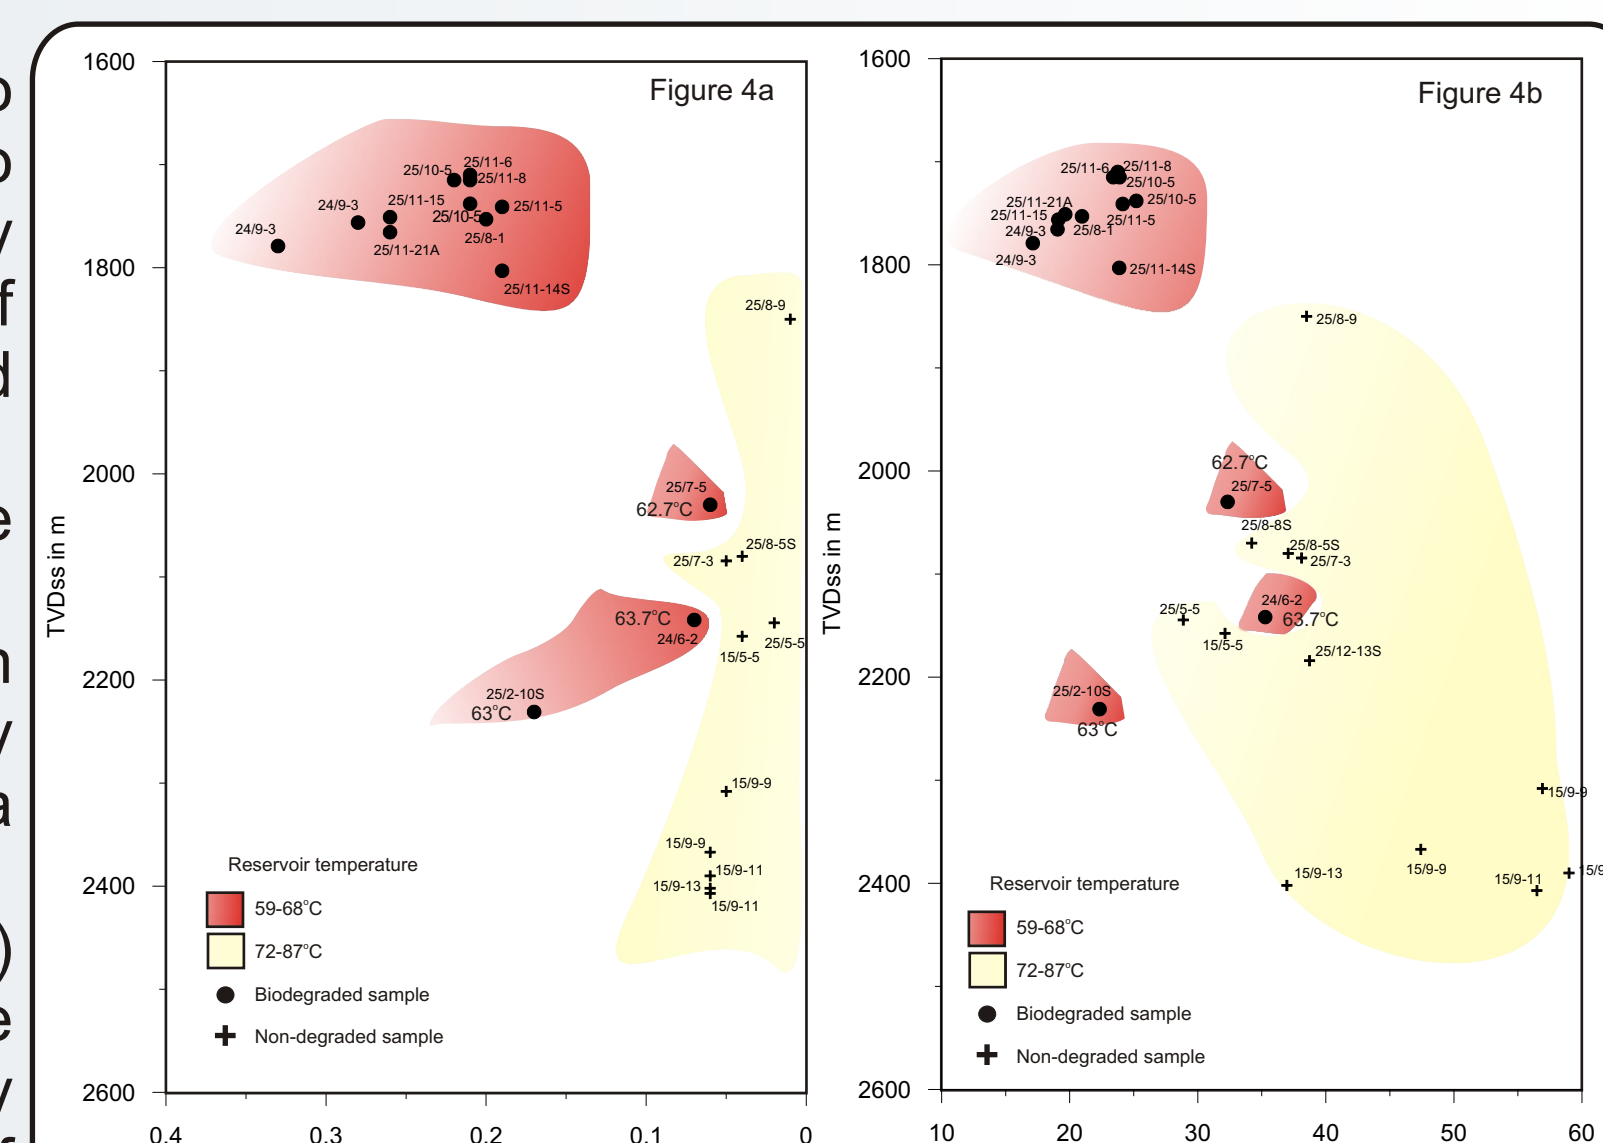 1600
Figure 4a
25/11-6
25/10-5
25/11-8
24/9-3
25/11-15
25/10-5
25/11-5
24/9-3
25/8-1
25/11-21A
1800
25/11-14S
25/8-9
2000
25/7-5
62.7°C
TVDss in m
25/8-5S
25/7-3
63.7°C
24/6-2
25/5-5
15/5-5
2200
25/2-10S
63°C
15/9-9
15/9-9
15/9-11
15/9-13
15/9-11
2400
Reservoir temperature
59-68°C
72-87°C
Biodegraded sample
Non-degraded sample
2600
0.4
0.3
0.2
0.1
0
1600
Figure 4b
25/11-6
25/11-8
25/10-5
25/10-5
25/11-21A
25/11-15
25/11-5
24/9-3
25/8-1
24/9-3
1800
25/11-14S
25/8-9
2000
62.7°C
25/7-5
TVDss in m
25/8-8S
25/8-5S
25/7-3
24/6-2
63.7°C
25/5-5
15/5-5
25/12-13S
2200
25/2-10S
63°C
15/9-9
15/9-9
15/9-13
15/9-11
15/9
2400
Reservoir temperature
59-68°C
72-87°C
Biodegraded sample
Non-degraded sample
2600
10
20
30
40
50
60